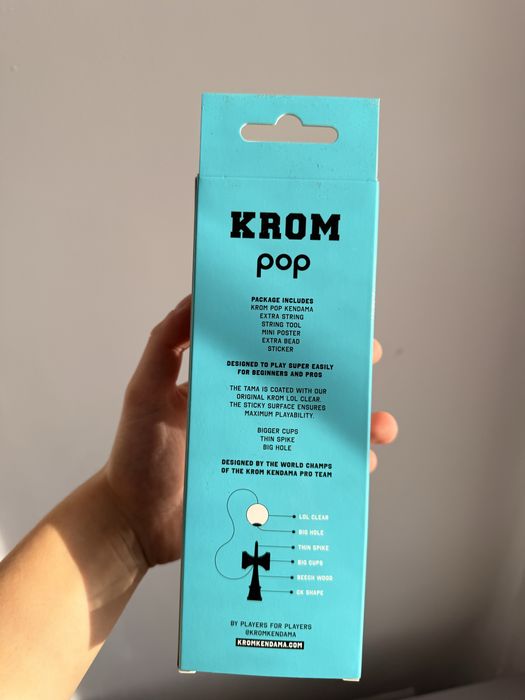 KROM
pop
PACKAGE INCLUDES
KROM POP KENDAMA
EXTRA STRING
STRING TOOL
MINI POSTER
EXTRA BEAD
STICKER
DESIGNED TO PLAY SUPER EASILY
FOR BEGINNERS AND PROS
THE TAMA IS COATED WITH OUR
ORIGINAL KROM LOL CLEAR.
THE STICKY SURFACE ENSURES
MAXIMUM PLAYABILITY.
BIGGER CUPS
THIN SPIKE
BIG HOLE
DESIGNED BY THE WORLD CHAMPS
OF THE KROM KENDAMA PRO TEAM
LOL CLEAR
BIG HOLE
THIN SPIKE
BIG CUPS
BEECH WOOD
CK SHAPE
BY PLAYERS FOR PLAYERS
@KROMKENDAMA
KROMKENDAMA.COM